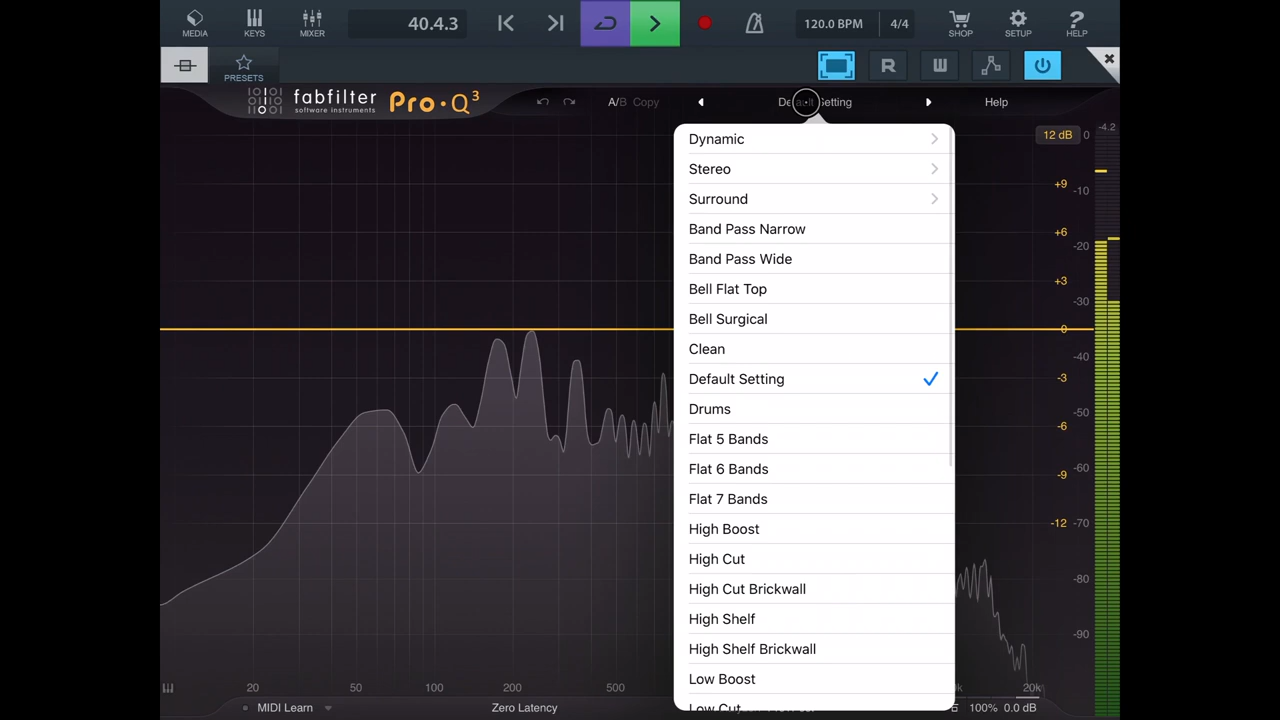 MEDIA
KEYS
MIXER
40.4.3
120.0 BPM
4/4
SHOP
SETUP
HELP
PRESETS
R
W
fabfilter
software instruments
Pro·Q³
A/B Copy
Help
12 dB
0
-4.2
Dynamic
Stereo
Surround
Band Pass Narrow
Band Pass Wide
Bell Flat Top
Bell Surgical
Clean
Default Setting
Drums
Flat 5 Bands
Flat 6 Bands
Flat 7 Bands
High Boost
High Cut
High Cut Brickwall
High Shelf
High Shelf Brickwall
Low Boost
Low Cut
+9
+6
+3
0
-3
-6
-9
-12
-10
-20
-30
-40
-50
-60
-70
-80
-90
50
100
200
500
20k
MIDI Learn
Zero Latency
100%
0.0 dB